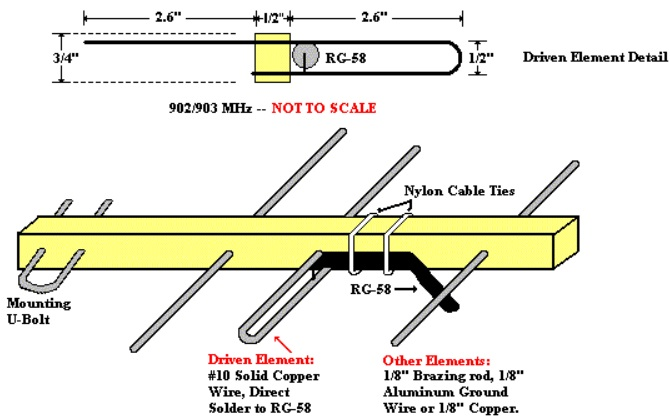 2.6" 1/2" 2.6"
3/4" RG-58 1/2" Driven Element Detail
902/903 MHz -- NOT TO SCALE
Nylon Cable Ties
RG-58
Mounting
U-Bolt
Driven Element:
#10 Solid Copper
Wire, Direct
Solder to RG-58
Other Elements:
1/8" Brazing rod, 1/8"
Aluminum Ground
Wire or 1/8" Copper.